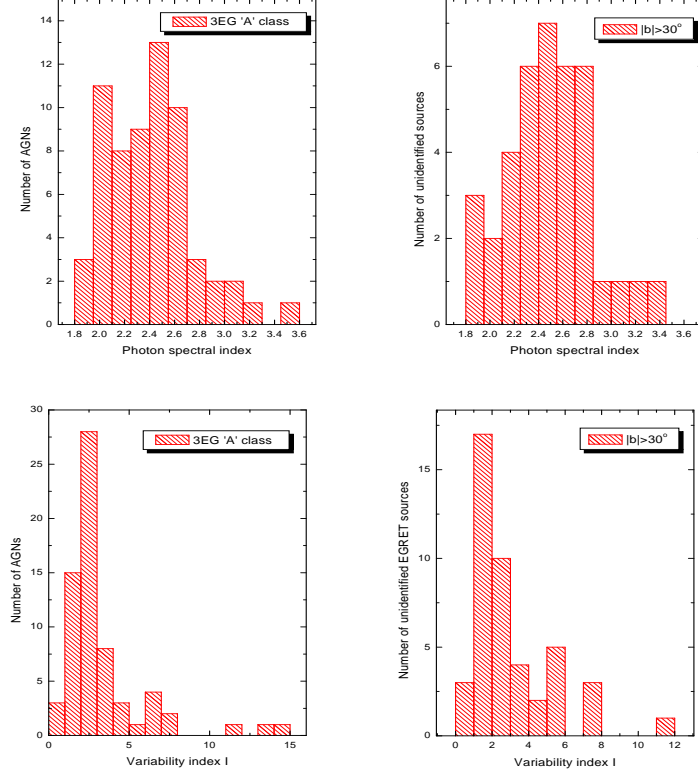 3EG 'A' class
14
12
10
8
6
4
2
0
Number of AGNs
1.8 2.0 2.2 2.4 2.6 2.8 3.0 3.2 3.4 3.6
Photon spectral index
|b|>30°
6
4
2
0
Number of unidentified sources
1.8 2.0 2.2 2.4 2.6 2.8 3.0 3.2 3.4 3.6
Photon spectral index
3EG 'A' class
30
25
20
15
10
5
0
Number of AGNs
0 5 10 15
Variability index I
|b|>30°
15
10
5
0
Number of unidentified EGRET sources
0 2 4 6 8 10 12
Variability index I